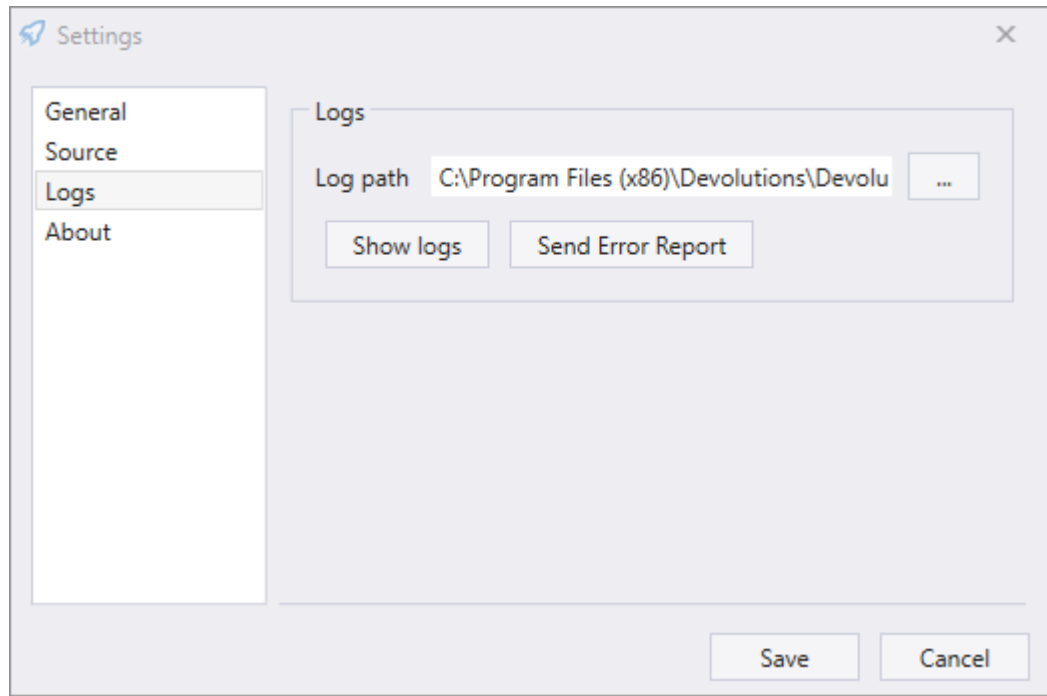 Settings
General
Source
Logs
About
Logs
Log path C:\Program Files (x86)\Devolutions\Devolu ...
Show logs Send Error Report
Save Cancel